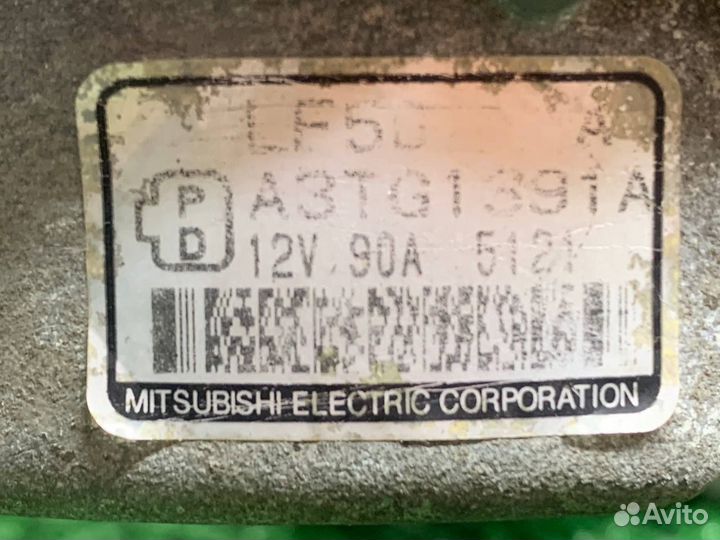 LF50
P D
A3TG1391A
12V 90A
MITSUBISHI ELECTRIC CORPORATION
Avito